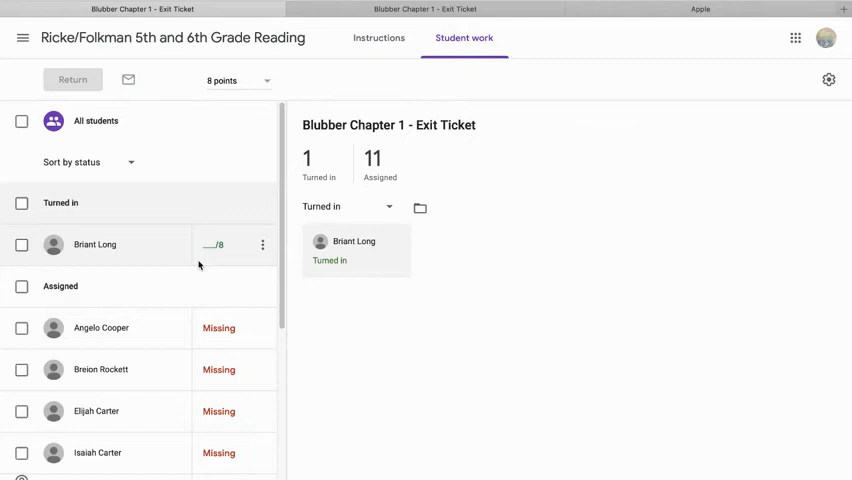 Blubber Chapter 1 - Exit Ticket
Blubber Chapter 1 - Exit Ticket
Apple
Ricke/Folkman 5th and 6th Grade Reading
Instructions
Student work
Return
8 points
All students
Sort by status
Turned in
Briant Long
___/8
Assigned
Angelo Cooper
Missing
Breion Rockett
Missing
Elijah Carter
Missing
Isaiah Carter
Missing
Blubber Chapter 1 - Exit Ticket
1
11
Turned in
Assigned
Turned in
Briant Long
Turned in